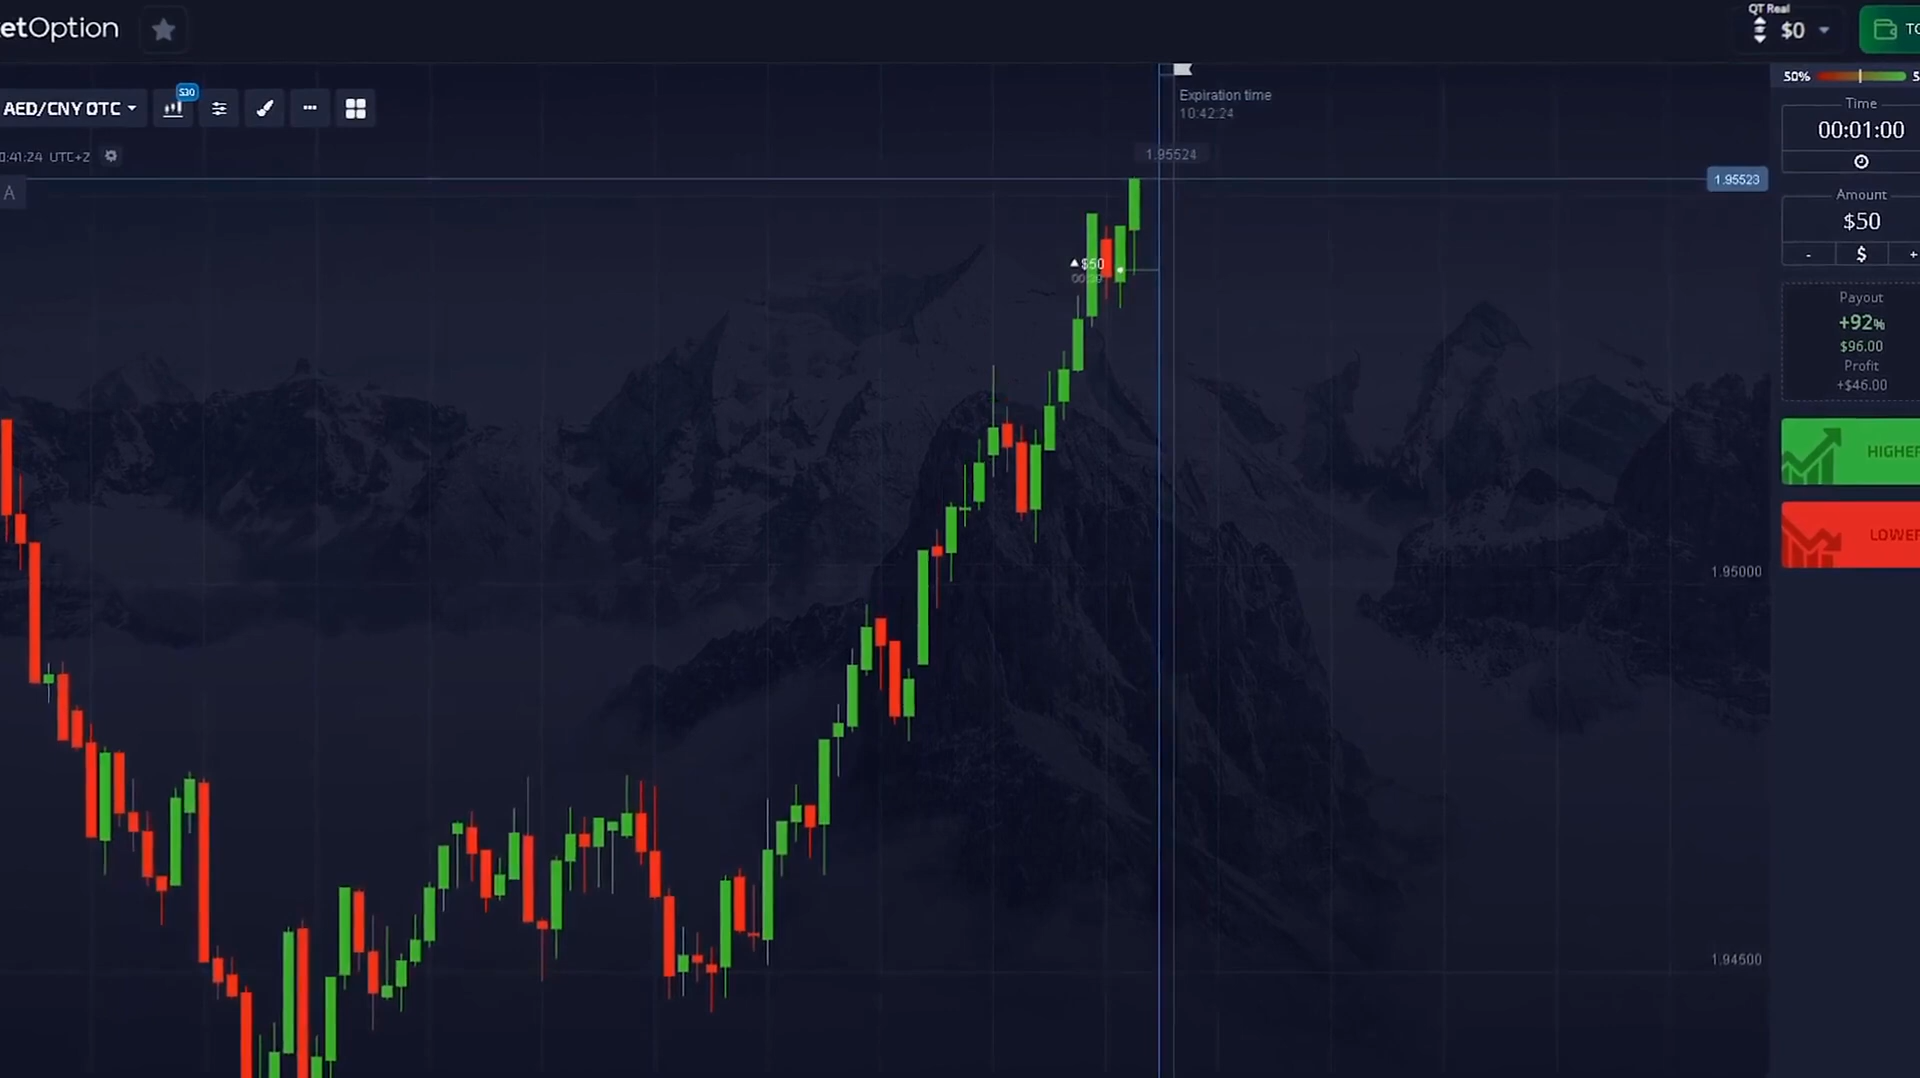 etOption
QT Real
$0
TO
S30
AED/CNY OTC
0:41:24 UTC+2
A
Expiration time
10:42:24
1.95524
1.95523
$50
1.95000
1.94500
50%
Time
00:01:00
Amount
$50
- $ +
Payout
+92%
$96.00
Profit
+$46.00
HIGHER
LOWER